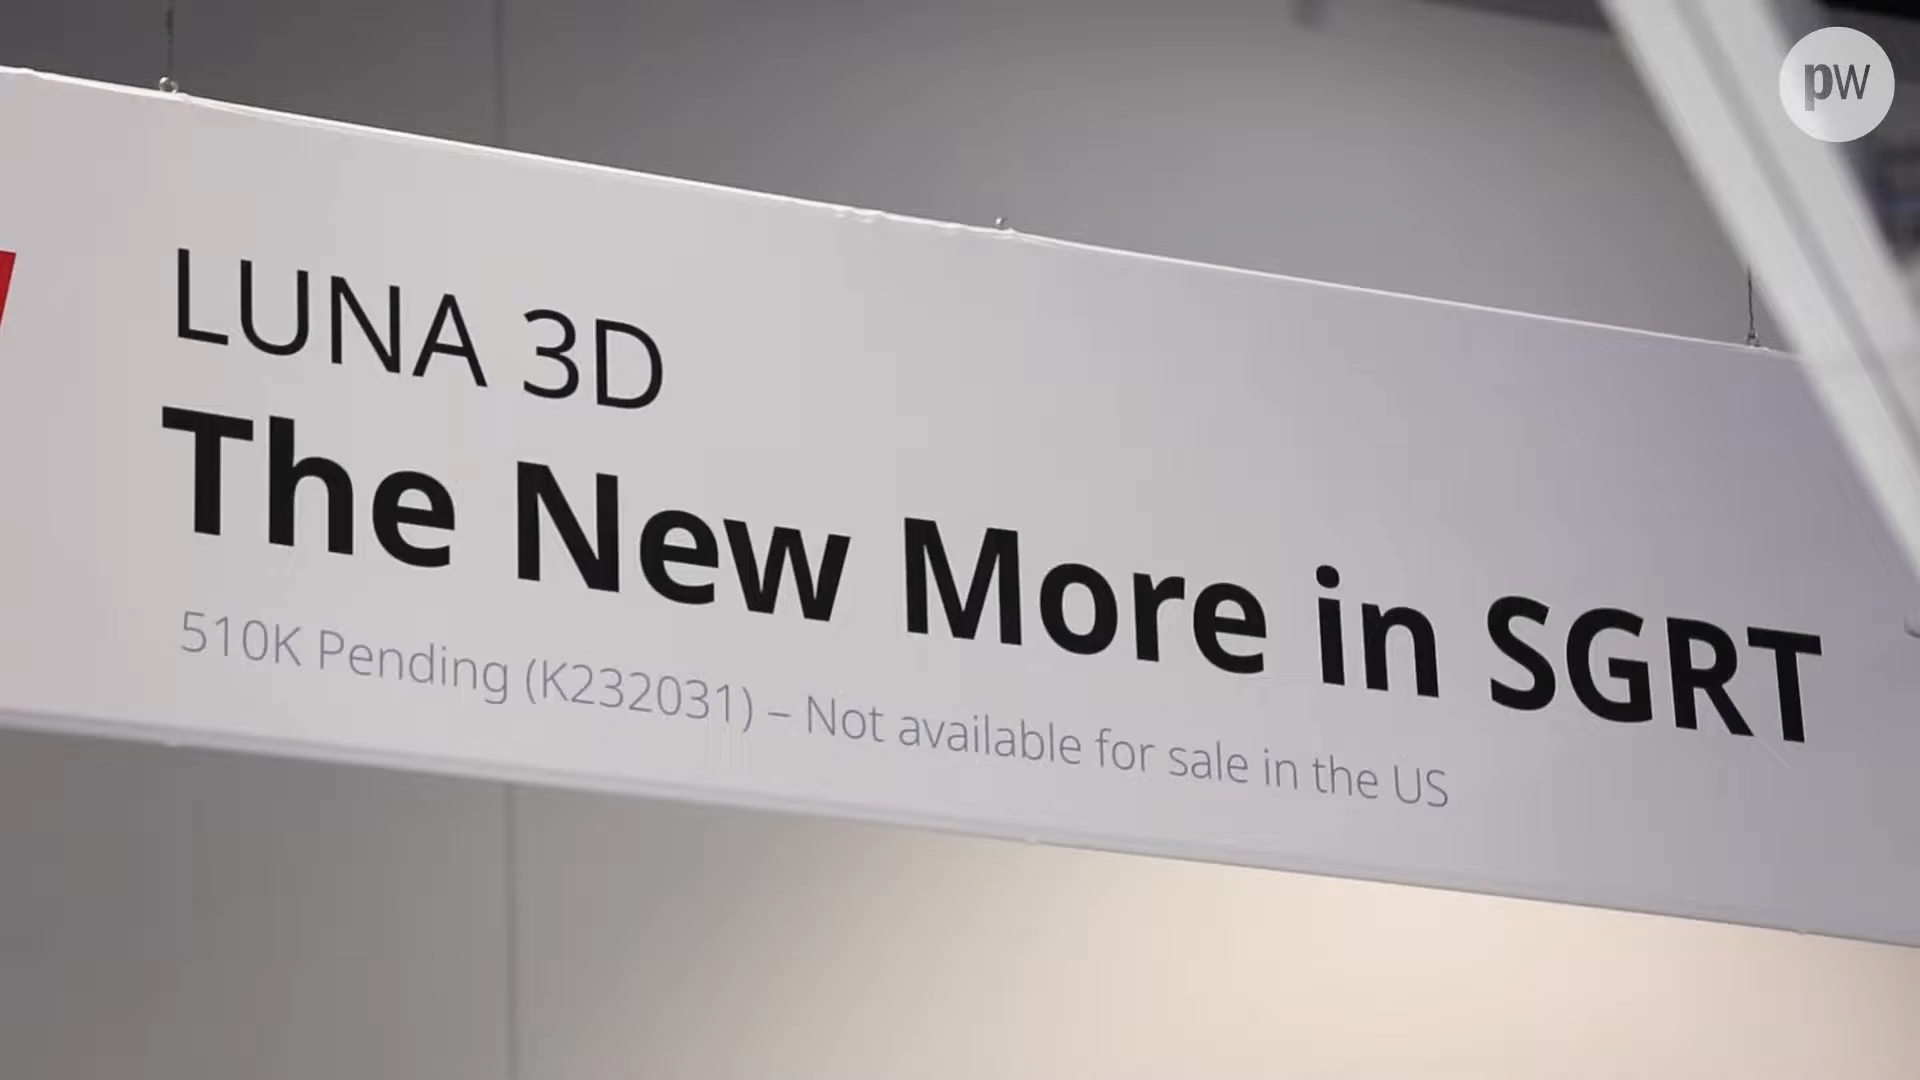 pw
LUNA 3D
The New More in SGRT
510K Pending (K232031) – Not available for sale in the US